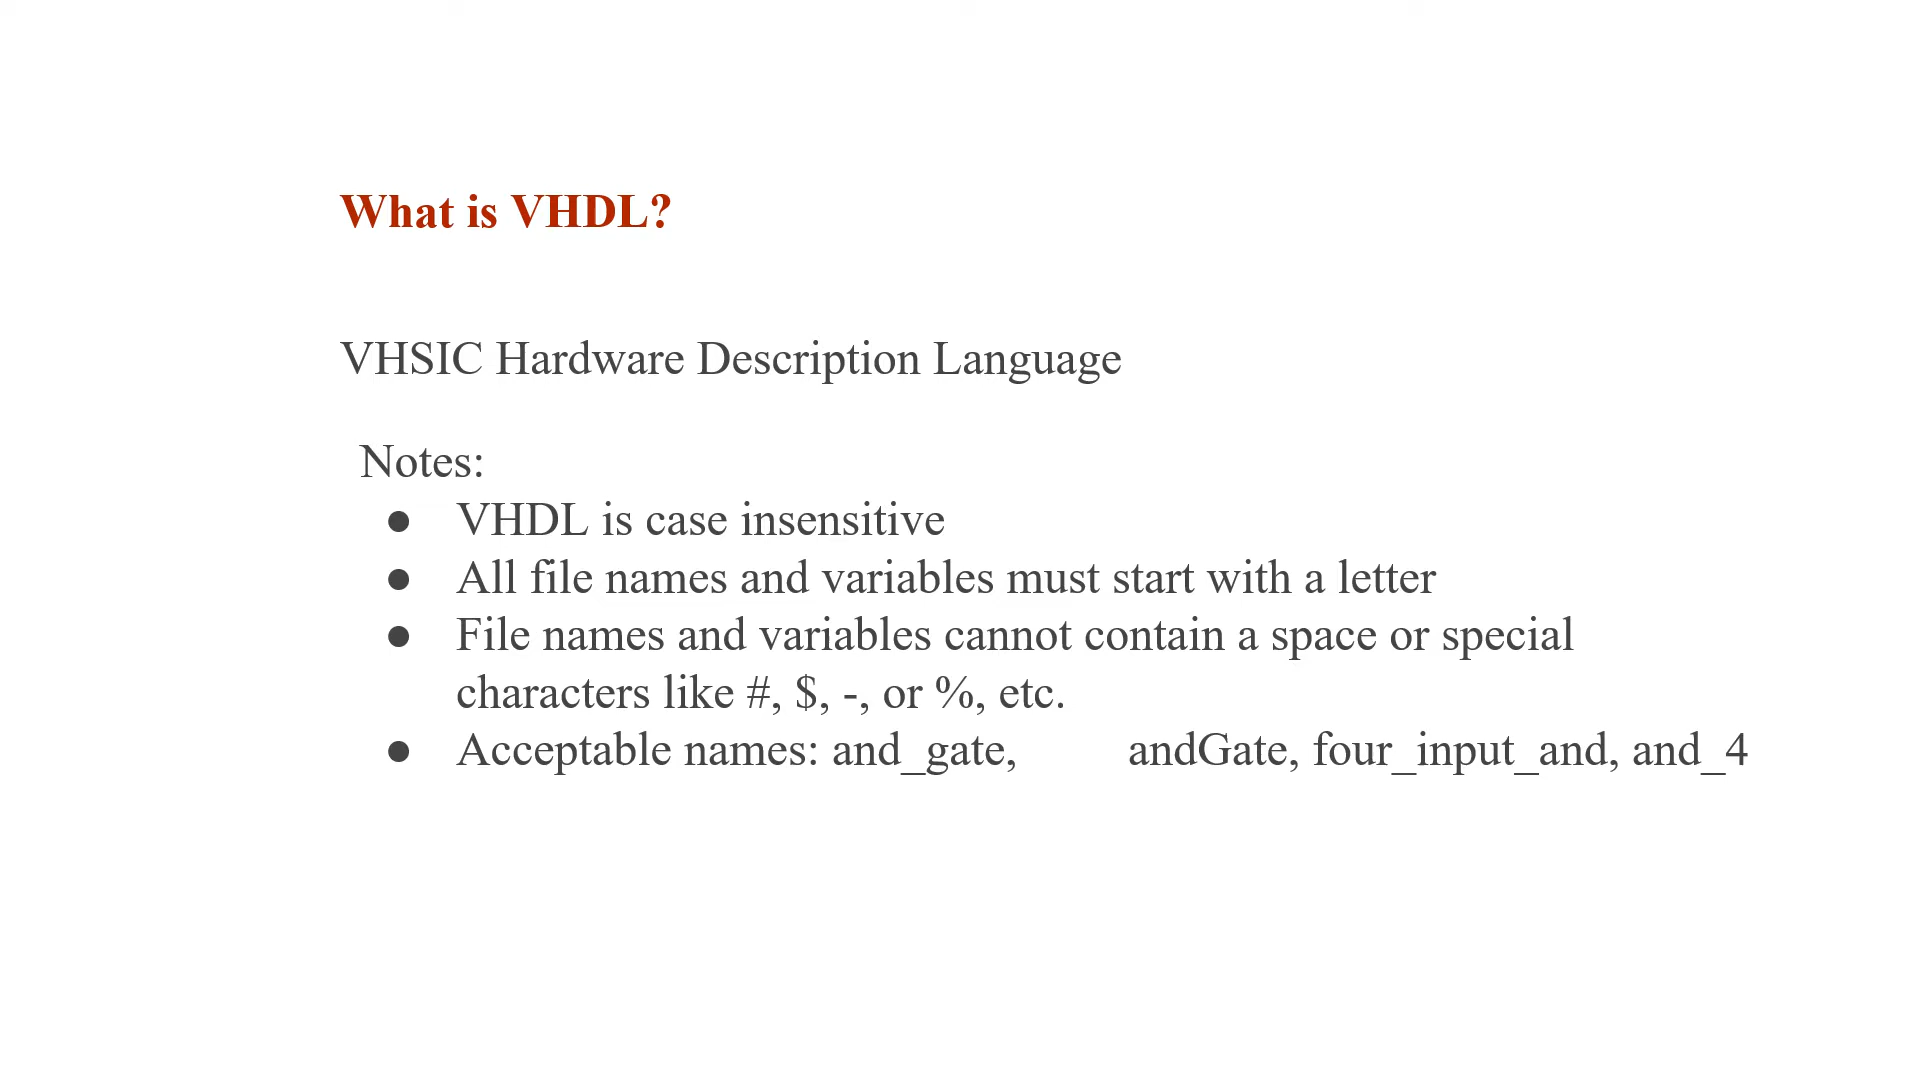 What is VHDL?
VHSIC Hardware Description Language
Notes:
● VHDL is case insensitive
● All file names and variables must start with a letter
● File names and variables cannot contain a space or special
characters like #, $, -, or %, etc.
● Acceptable names: and_gate, andGate, four_input_and, and_4